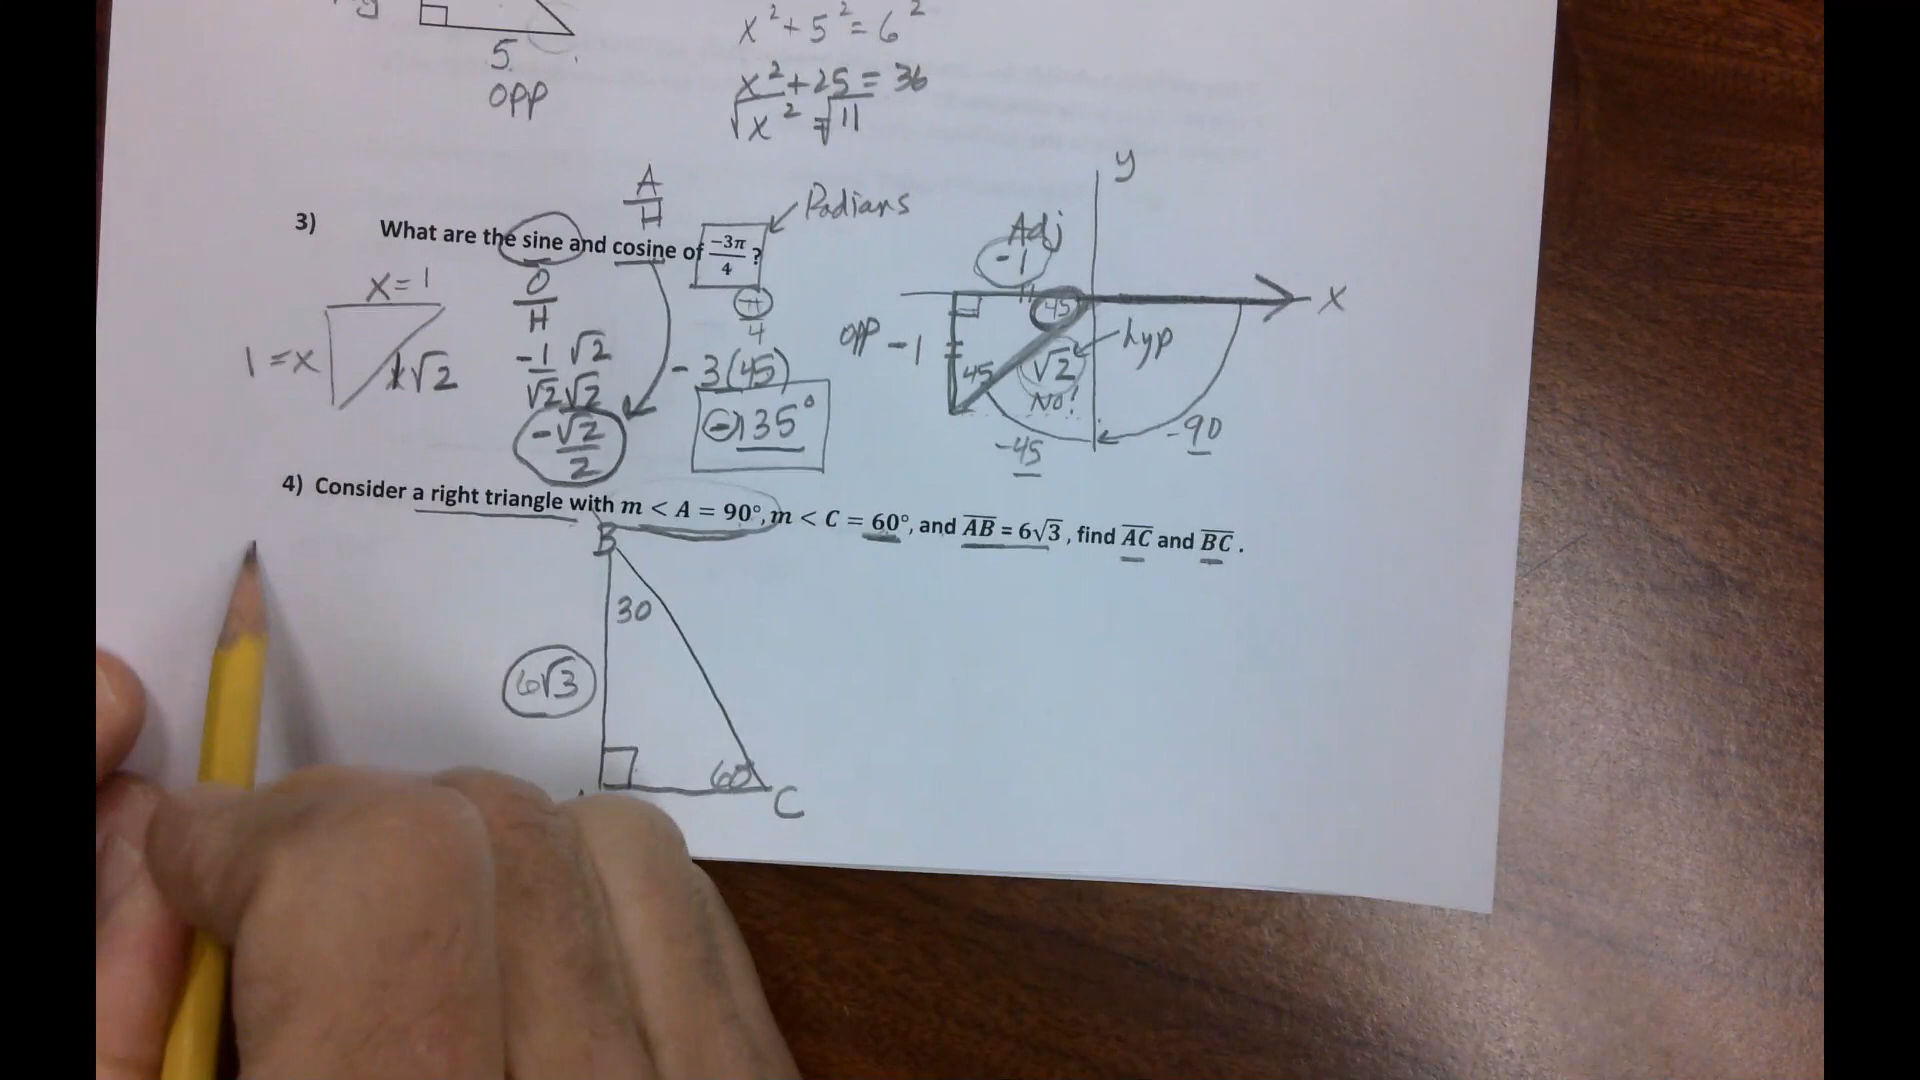 5
opp
x² + 5² = 6²
x² + 25 = 36
√x² = √11
A
H
Radians
3) What are the sine and cosine of −3π/4 ?
x = 1
1 = x
1√2
O
H
-1 √2
√2 √2
-√2
2
π
4
- 3(45)
-135°
y
Adj
-1
45
x
opp -1
√2
hyp
45
No!
-45
-90
4) Consider a right triangle with m < A = 90°, m < C = 60°, and AB = 6√3 , find AC and BC .
B
30
6√3
60
C